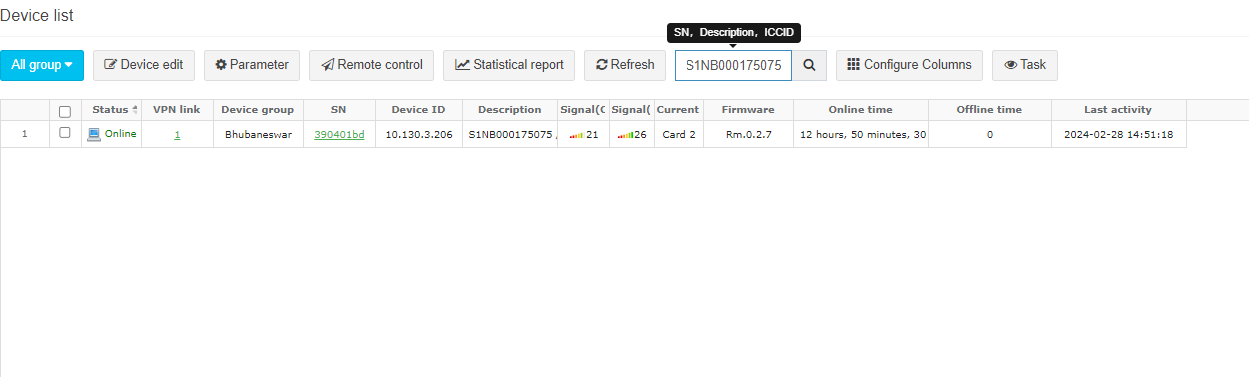 Device list
SN, Description, ICCID
All group Device edit Parameter Remote control Statistical report Refresh S1NB000175075 Configure Columns Task
Status VPN link Device group SN Device ID Description Signal(C Signal( Current Firmware Online time Offline time Last activity
1 Online 1 Bhubaneswar 390401bd 10.130.3.206 S1NB000175075 , 21 26 Card 2 Rm.0.2.7 12 hours, 50 minutes, 30 0 2024-02-28 14:51:18